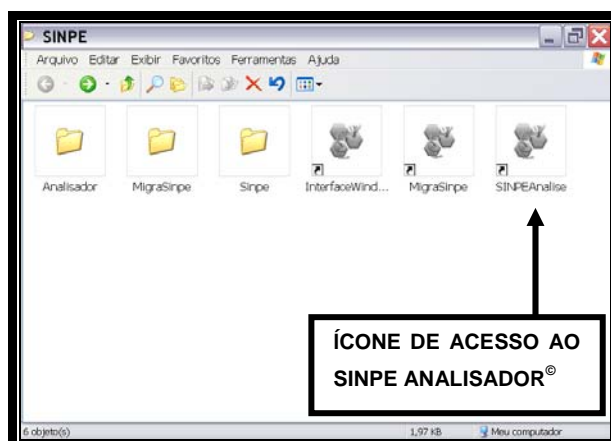 SINPE
Arquivo Editar Exibir Favoritos Ferramentas Ajuda
Analisador MigraSinpe Sinpe InterfaceWind... MigraSinpe SINPEAnalise
ÍCONE DE ACESSO AO
SINPE ANALISADOR©
6 objeto(s) 1,97 KB Meu computador